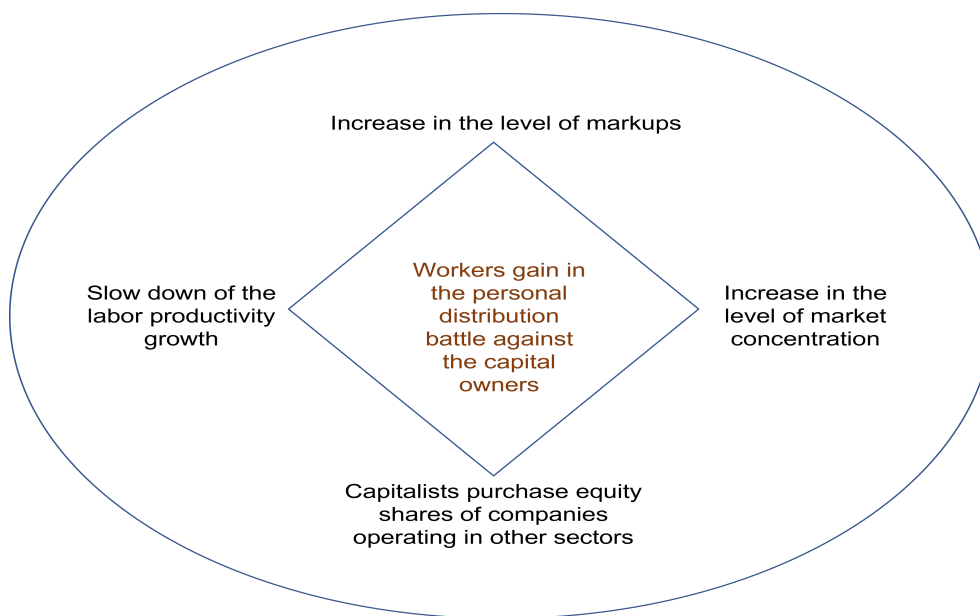 Increase in the level of markups
Workers gain in
the personal
distribution
battle against
the capital
owners
Slow down of the
labor productivity
growth
Increase in the
level of market
concentration
Capitalists purchase equity
shares of companies
operating in other sectors